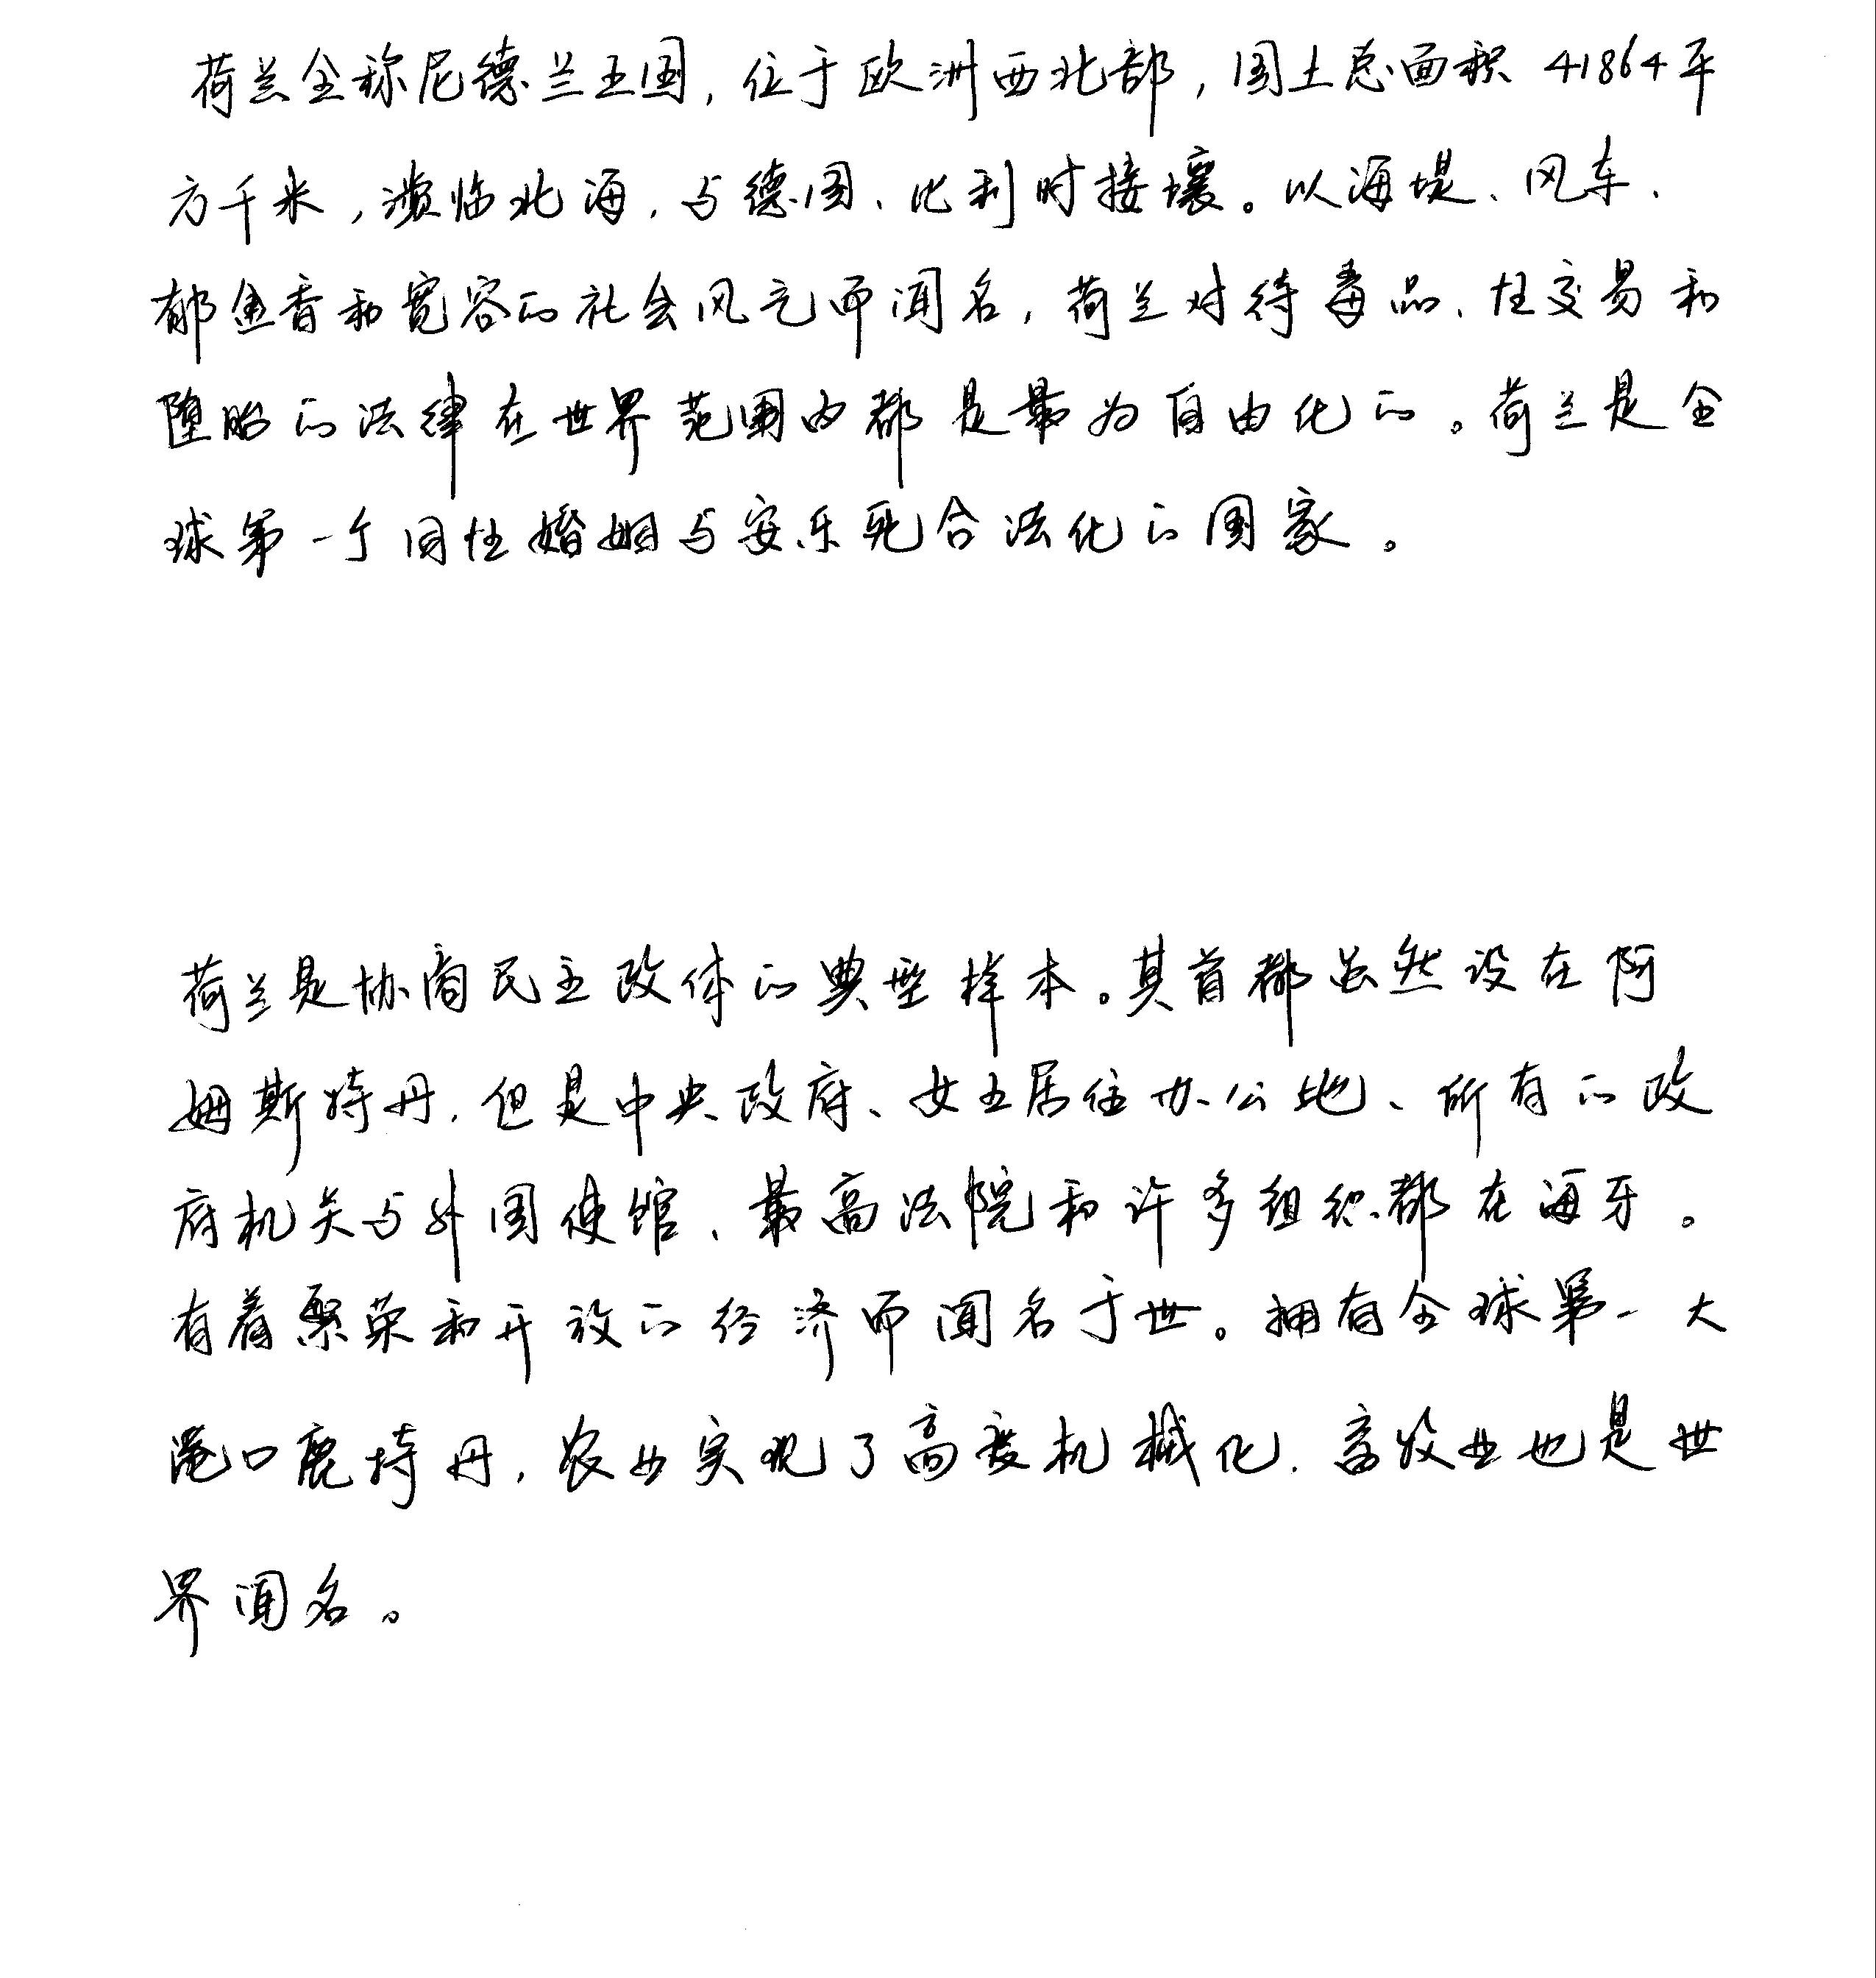 荷兰全称尼德兰王国，位于欧洲西北部，国土总面积41864平
方千米，濒临北海，与德国、比利时接壤。以海堤、风车、
郁金香和宽容的社会风气而闻名，荷兰对待毒品、性交易和
堕胎的法律在世界范围内都是最为自由化的。荷兰是全
球第一个同性婚姻与安乐死合法化的国家。
荷兰是协商民主政体的典型样本。其首都虽然设在阿
姆斯特丹，但是中央政府、女王居住办公地、所有的政
府机关与外国使馆、最高法院和许多组织都在海牙。
有着繁荣和开放的经济而闻名于世。拥有全球第一大
港口鹿特丹，农业实现了高度机械化，畜牧业也是世
界闻名。